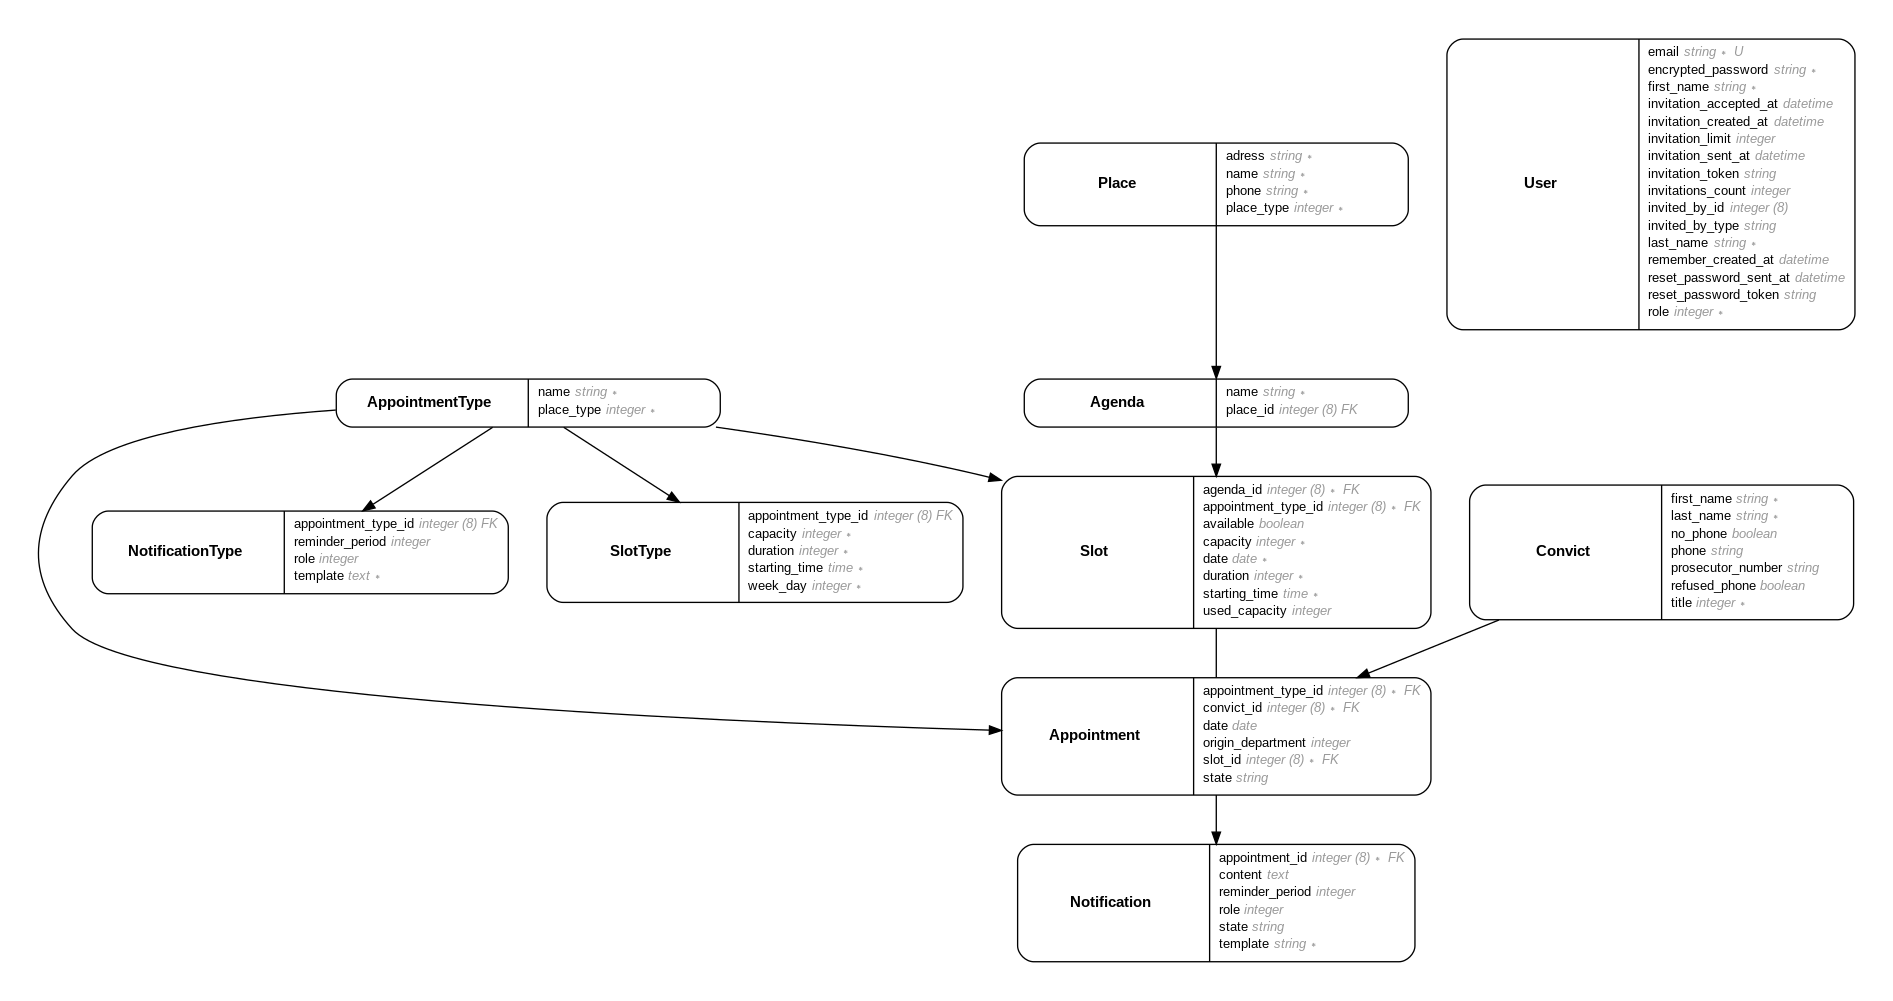 User
email string • U
encrypted_password string •
first_name string •
invitation_accepted_at datetime
invitation_created_at datetime
invitation_limit integer
invitation_sent_at datetime
invitation_token string
invitations_count integer
invited_by_id integer (8)
invited_by_type string
last_name string •
remember_created_at datetime
reset_password_sent_at datetime
reset_password_token string
role integer •
Place
adress string •
name string •
phone string •
place_type integer •
AppointmentType
name string •
place_type integer •
Agenda
name string •
place_id integer (8) FK
NotificationType
appointment_type_id integer (8) FK
reminder_period integer
role integer
template text •
SlotType
appointment_type_id integer (8) FK
capacity integer •
duration integer •
starting_time time •
week_day integer •
Slot
agenda_id integer (8) • FK
appointment_type_id integer (8) • FK
available boolean
capacity integer •
date date •
duration integer •
starting_time time •
used_capacity integer
Convict
first_name string •
last_name string •
no_phone boolean
phone string
prosecutor_number string
refused_phone boolean
title integer •
Appointment
appointment_type_id integer (8) • FK
convict_id integer (8) • FK
date date
origin_department integer
slot_id integer (8) • FK
state string
Notification
appointment_id integer (8) • FK
content text
reminder_period integer
role integer
state string
template string •